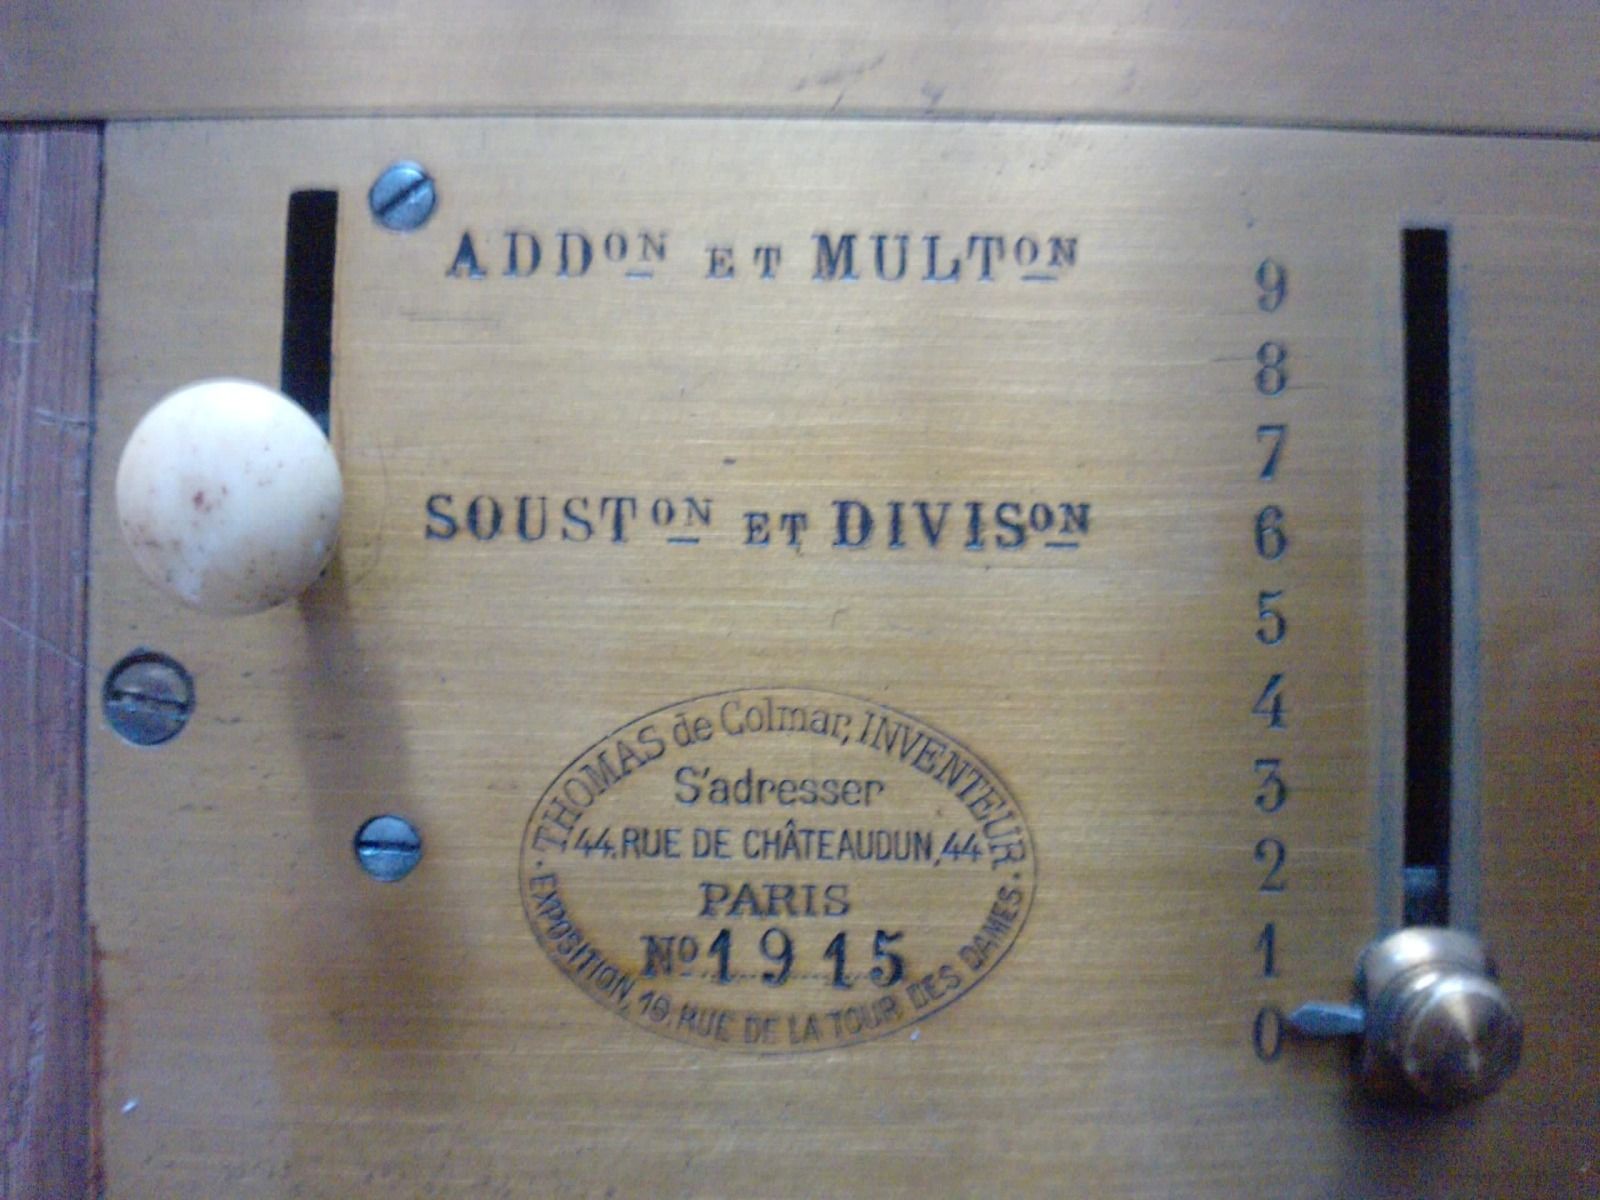 ADDON ET MULTON
SOUSTON ET DIVISON
9
8
7
6
5
4
3
2
1
0
THOMAS de Colmar, INVENTEUR
S'adresser
44. RUE DE CHÂTEAUDUN, 44
PARIS
No 1915
EXPOSITION, 19. RUE DE LA TOUR DES DAMES.